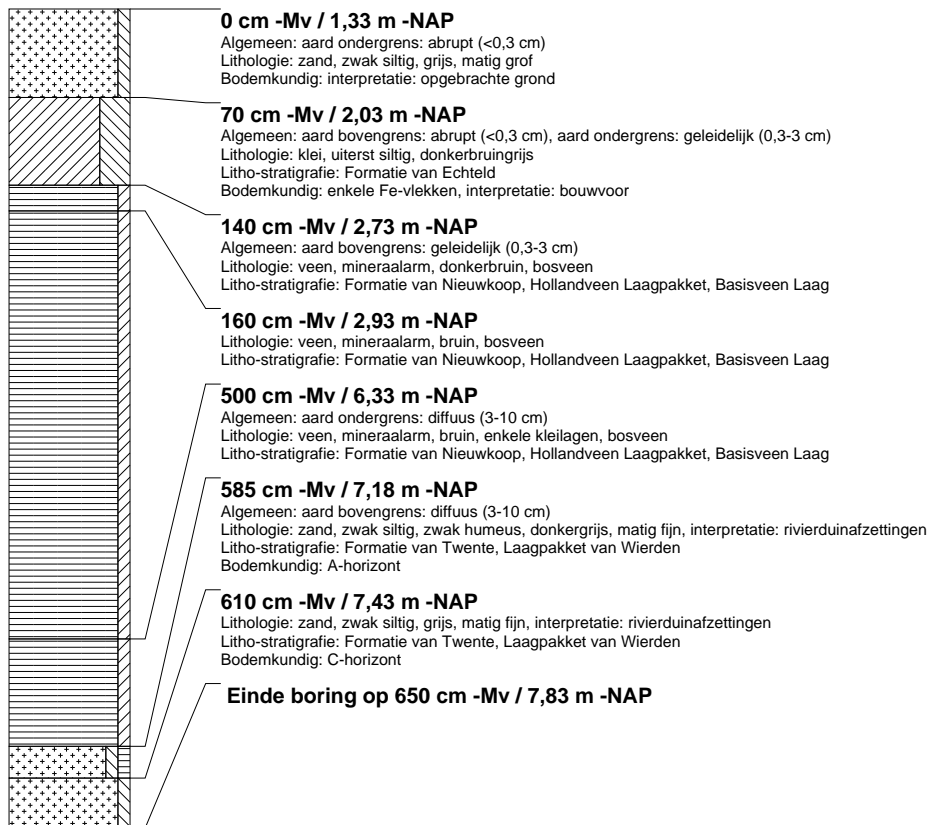 0 cm -Mv / 1,33 m -NAP
Algemeen: aard ondergrens: abrupt (<0,3 cm)
Lithologie: zand, zwak siltig, grijs, matig grof
Bodemkundig: interpretatie: opgebrachte grond
70 cm -Mv / 2,03 m -NAP
Algemeen: aard bovengrens: abrupt (<0,3 cm), aard ondergrens: geleidelijk (0,3-3 cm)
Lithologie: klei, uiterst siltig, donkerbruingrijs
Litho-stratigrafie: Formatie van Echteld
Bodemkundig: enkele Fe-vlekken, interpretatie: bouwvoor
140 cm -Mv / 2,73 m -NAP
Algemeen: aard bovengrens: geleidelijk (0,3-3 cm)
Lithologie: veen, mineraalarm, donkerbruin, bosveen
Litho-stratigrafie: Formatie van Nieuwkoop, Hollandveen Laagpakket, Basisveen Laag
160 cm -Mv / 2,93 m -NAP
Lithologie: veen, mineraalarm, bruin, bosveen
Litho-stratigrafie: Formatie van Nieuwkoop, Hollandveen Laagpakket, Basisveen Laag
500 cm -Mv / 6,33 m -NAP
Algemeen: aard ondergrens: diffuus (3-10 cm)
Lithologie: veen, mineraalarm, bruin, enkele kleilagen, bosveen
Litho-stratigrafie: Formatie van Nieuwkoop, Hollandveen Laagpakket, Basisveen Laag
585 cm -Mv / 7,18 m -NAP
Algemeen: aard bovengrens: diffuus (3-10 cm)
Lithologie: zand, zwak siltig, zwak humeus, donkergrijs, matig fijn, interpretatie: rivierduinafzettingen
Litho-stratigrafie: Formatie van Twente, Laagpakket van Wierden
Bodemkundig: A-horizont
610 cm -Mv / 7,43 m -NAP
Lithologie: zand, zwak siltig, grijs, matig fijn, interpretatie: rivierduinafzettingen
Litho-stratigrafie: Formatie van Twente, Laagpakket van Wierden
Bodemkundig: C-horizont
Einde boring op 650 cm -Mv / 7,83 m -NAP